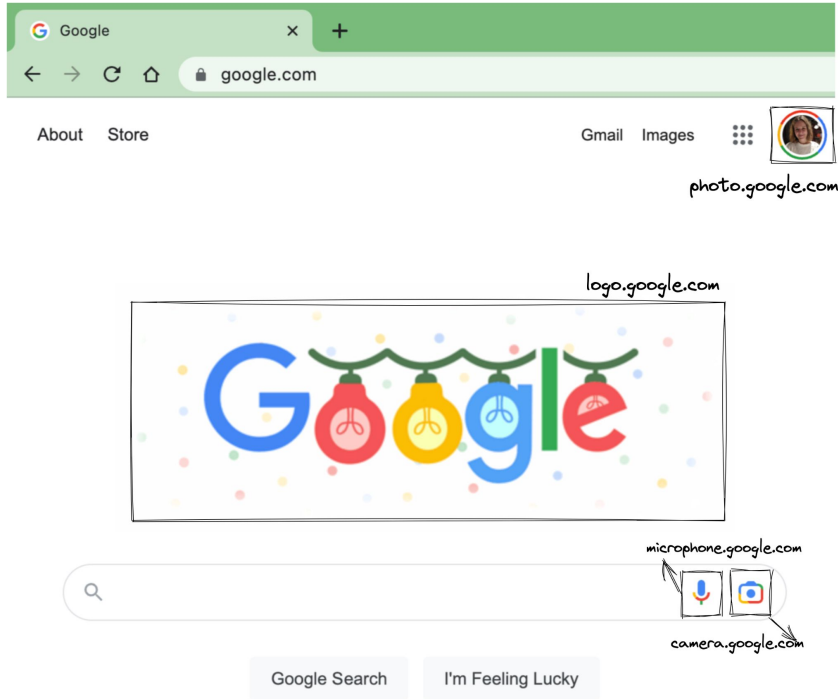 Google
google.com
About Store Gmail Images
photo.google.com
logo.google.com
Google
microphone.google.com
camera.google.com
Google Search I'm Feeling Lucky